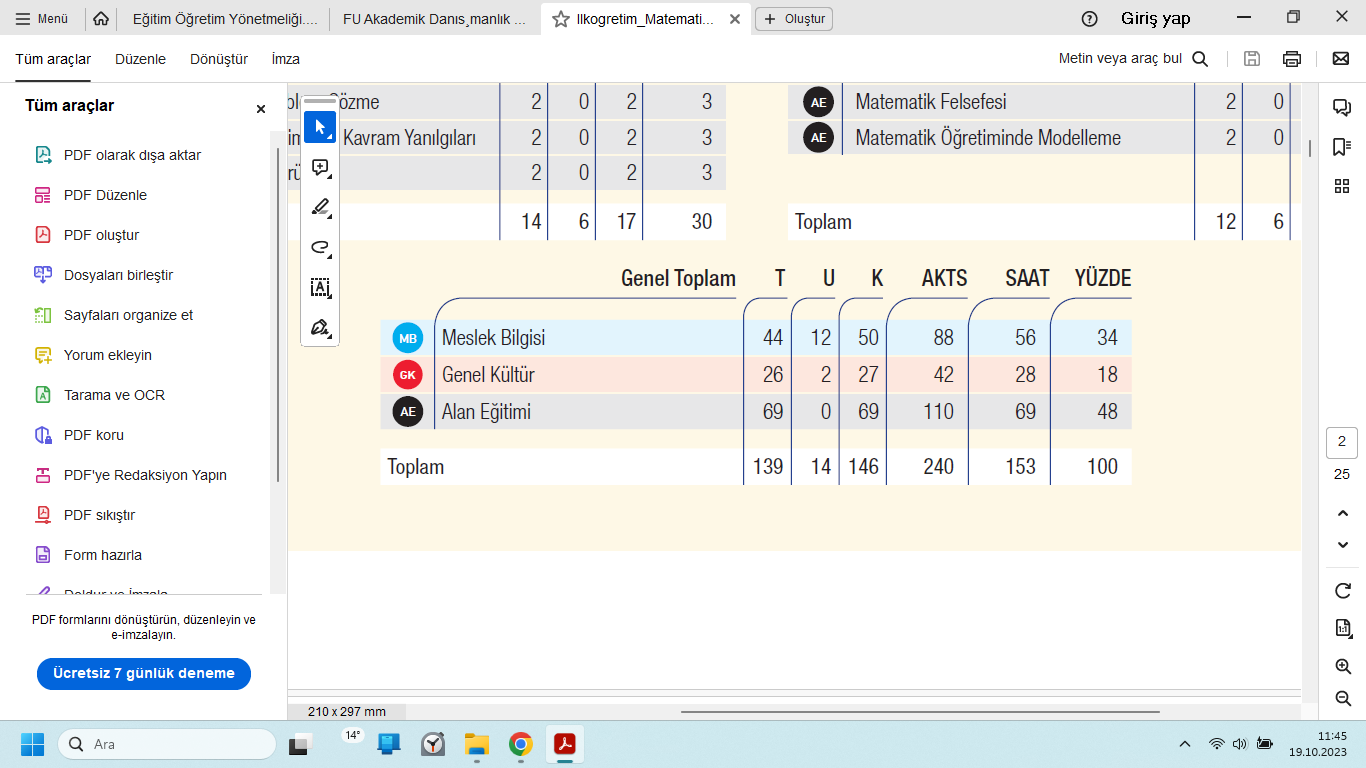 Menü
Eğitim Öğretim Yönetmeliği....
FU Akademik Danıs¸manlık ...
Ilkogretim_Matemati...
Oluştur
Giriş yap
Tüm araçlar
Düzenle
Dönüştür
İmza
Metin veya araç bul
Tüm araçlar
PDF olarak dışa aktar
PDF Düzenle
PDF oluştur
Dosyaları birleştir
Sayfaları organize et
Yorum ekleyin
Tarama ve OCR
PDF koru
PDF'ye Redaksiyon Yapın
PDF sıkıştır
Form hazırla
Doldur ve İmzala
PDF formlarını dönüştürün, düzenleyin ve
e-imzalayın.
Ücretsiz 7 günlük deneme
Çözme 2 0 2 3
Kavram Yanılgıları 2 0 2 3
2 0 2 3
14 6 17 30
AE Matematik Felsefesi 2 0
AE Matematik Öğretiminde Modelleme 2 0
Toplam 12 6
Genel Toplam T U K AKTS SAAT YÜZDE
MB Meslek Bilgisi 44 12 50 88 56 34
GK Genel Kültür 26 2 27 42 28 18
AE Alan Eğitimi 69 0 69 110 69 48
Toplam 139 14 146 240 153 100
2
25
1:1
210 x 297 mm
Ara
14°
11:45
19.10.2023